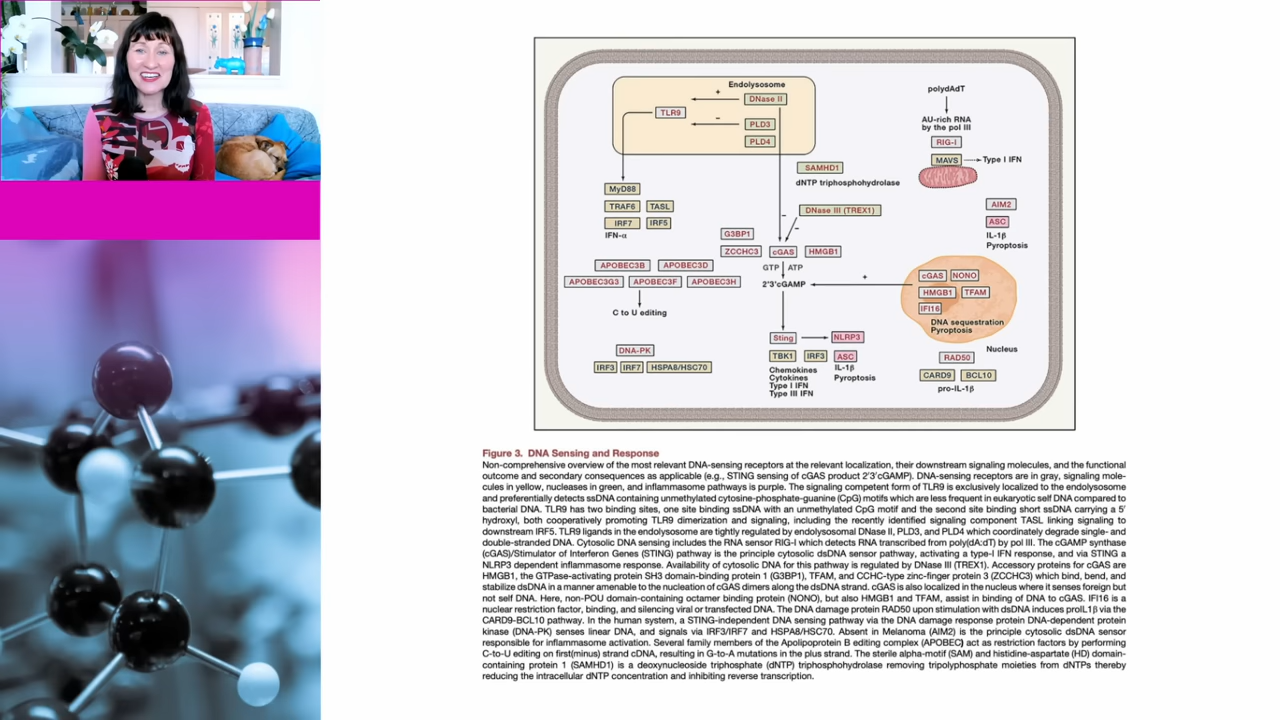 Endolysosome
+
DNase II
TLR9
−
PLD3
PLD4
polydAdT
AU-rich RNA
by the pol III
RIG-I
MAVS
Type I IFN
SAMHD1
dNTP triphosphohydrolase
MyD88
TRAF6 TASL
IRF7 IRF5
IFN-α
−
DNase III (TREX1)
−
AIM2
ASC
IL-1β
Pyroptosis
G3BP1
ZCCHC3 cGAS HMGB1
GTP ATP
2'3'cGAMP
+
APOBEC3B APOBEC3D
APOBEC3G3 APOBEC3F APOBEC3H
C to U editing
cGAS NONO
HMGB1 TFAM
IFI16
DNA sequestration
Pyroptosis
Nucleus
DNA-PK
IRF3 IRF7 HSPA8/HSC70
Sting NLRP3
TBK1 IRF3 ASC
Chemokines
Cytokines
Type I IFN
Type III IFN
IL-1β
Pyroptosis
RAD50
CARD9 BCL10
pro-IL-1β
Figure 3. DNA Sensing and Response
Non-comprehensive overview of the most relevant DNA-sensing receptors at the relevant localization, their downstream signaling molecules, and the functional
outcome and secondary consequences as applicable (e.g., STING sensing of cGAS product 2'3'cGAMP). DNA-sensing receptors are in gray, signaling mole-
cules in yellow, nucleases in green, and inflammasome pathways is purple. The signaling competent form of TLR9 is exclusively localized to the endolysosome
and preferentially detects ssDNA containing unmethylated cytosine-phosphate-guanine (CpG) motifs which are less frequent in eukaryotic self DNA compared to
bacterial DNA. TLR9 has two binding sites, one site binding ssDNA with an unmethylated CpG motif and the second site binding short ssDNA carrying a 5'
hydroxyl, both cooperatively promoting TLR9 dimerization and signaling, including the recently identified signaling component TASL linking signaling to
downstream IRF5. TLR9 ligands in the endolysosome are tightly regulated by endolysosomal DNase II, PLD3, and PLD4 which coordinately degrade single- and
double-stranded DNA. Cytosolic DNA sensing includes the RNA sensor RIG-I which detects RNA transcribed from poly(dA:dT) by pol III. The cGAMP synthase
(cGAS)/Stimulator of Interferon Genes (STING) pathway is the principle cytosolic dsDNA sensor pathway, activating a type-I IFN response, and via STING a
NLRP3 dependent inflammasome response. Availability of cytosolic DNA for this pathway is regulated by DNase III (TREX1). Accessory proteins for cGAS are
HMGB1, the GTPase-activating protein SH3 domain-binding protein 1 (G3BP1), TFAM, and CCHC-type zinc-finger protein 3 (ZCCHC3) which bind, bend, and
stabilize dsDNA in a manner amenable to the nucleation of cGAS dimers along the dsDNA strand. cGAS is also localized in the nucleus where it senses foreign but
not self DNA. Here, non-POU domain-containing octamer binding protein (NONO), but also HMGB1 and TFAM, assist in binding of DNA to cGAS. IFI16 is a
nuclear restriction factor, binding, and silencing viral or transfected DNA. The DNA damage protein RAD50 upon stimulation with dsDNA induces proIL1β via the
CARD9-BCL10 pathway. In the human system, a STING-independent DNA sensing pathway via the DNA damage response protein DNA-dependent protein
kinase (DNA-PK) senses linear DNA, and signals via IRF3/IRF7 and HSPA8/HSC70. Absent in Melanoma (AIM2) is the principle cytosolic dsDNA sensor
responsible for inflammasome activation. Several family members of the Apolipoprotein B editing complex (APOBEC) act as restriction factors by performing
C-to-U editing on first(minus) strand cDNA, resulting in G-to-A mutations in the plus strand. The sterile alpha-motif (SAM) and histidine-aspartate (HD) domain-
containing protein 1 (SAMHD1) is a deoxynucleoside triphosphate (dNTP) triphosphohydrolase removing tripolyphosphate moieties from dNTPs thereby
reducing the intracellular dNTP concentration and inhibiting reverse transcription.